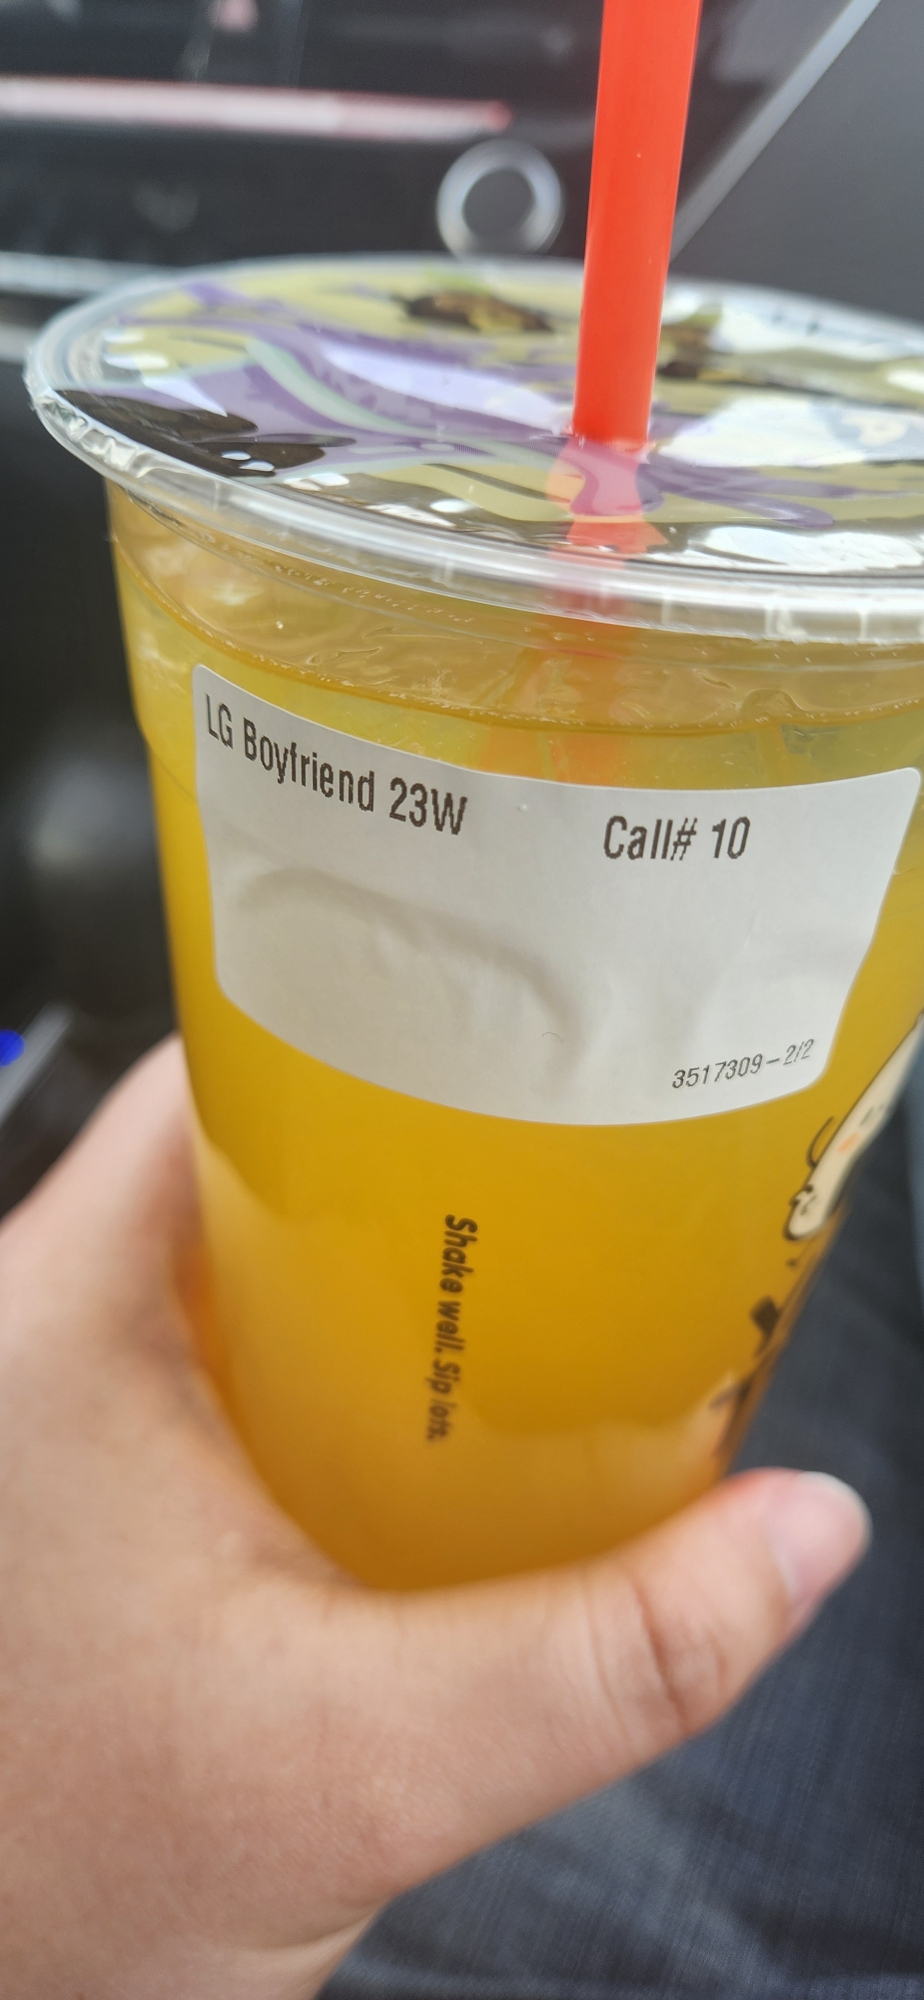 LG Boyfriend 23W Call# 10
3517309-2/2
Shake well. Sip lots.